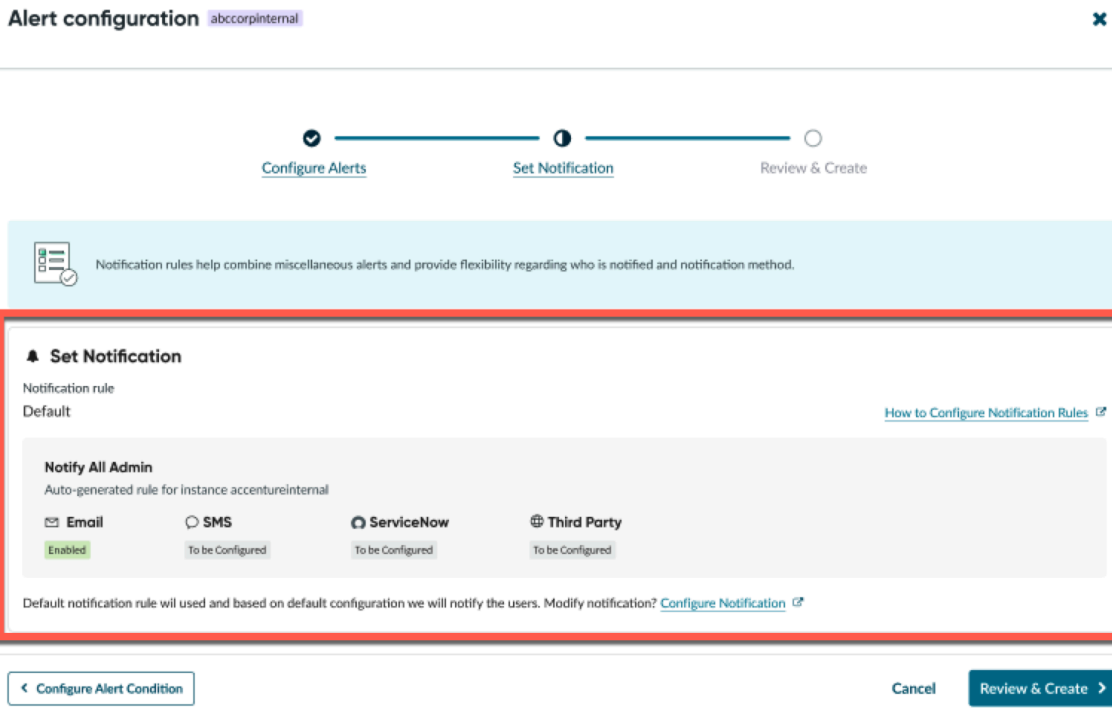 Alert configuration abccorpinternal
Configure Alerts Set Notification Review & Create
Notification rules help combine miscellaneous alerts and provide flexibility regarding who is notified and notification method.
Set Notification
Notification rule
Default
How to Configure Notification Rules
Notify All Admin
Auto-generated rule for instance accentureinternal
Email SMS ServiceNow Third Party
Enabled To be Configured To be Configured To be Configured
Default notification rule wil used and based on default configuration we will notify the users. Modify notification? Configure Notification
Configure Alert Condition Cancel Review & Create